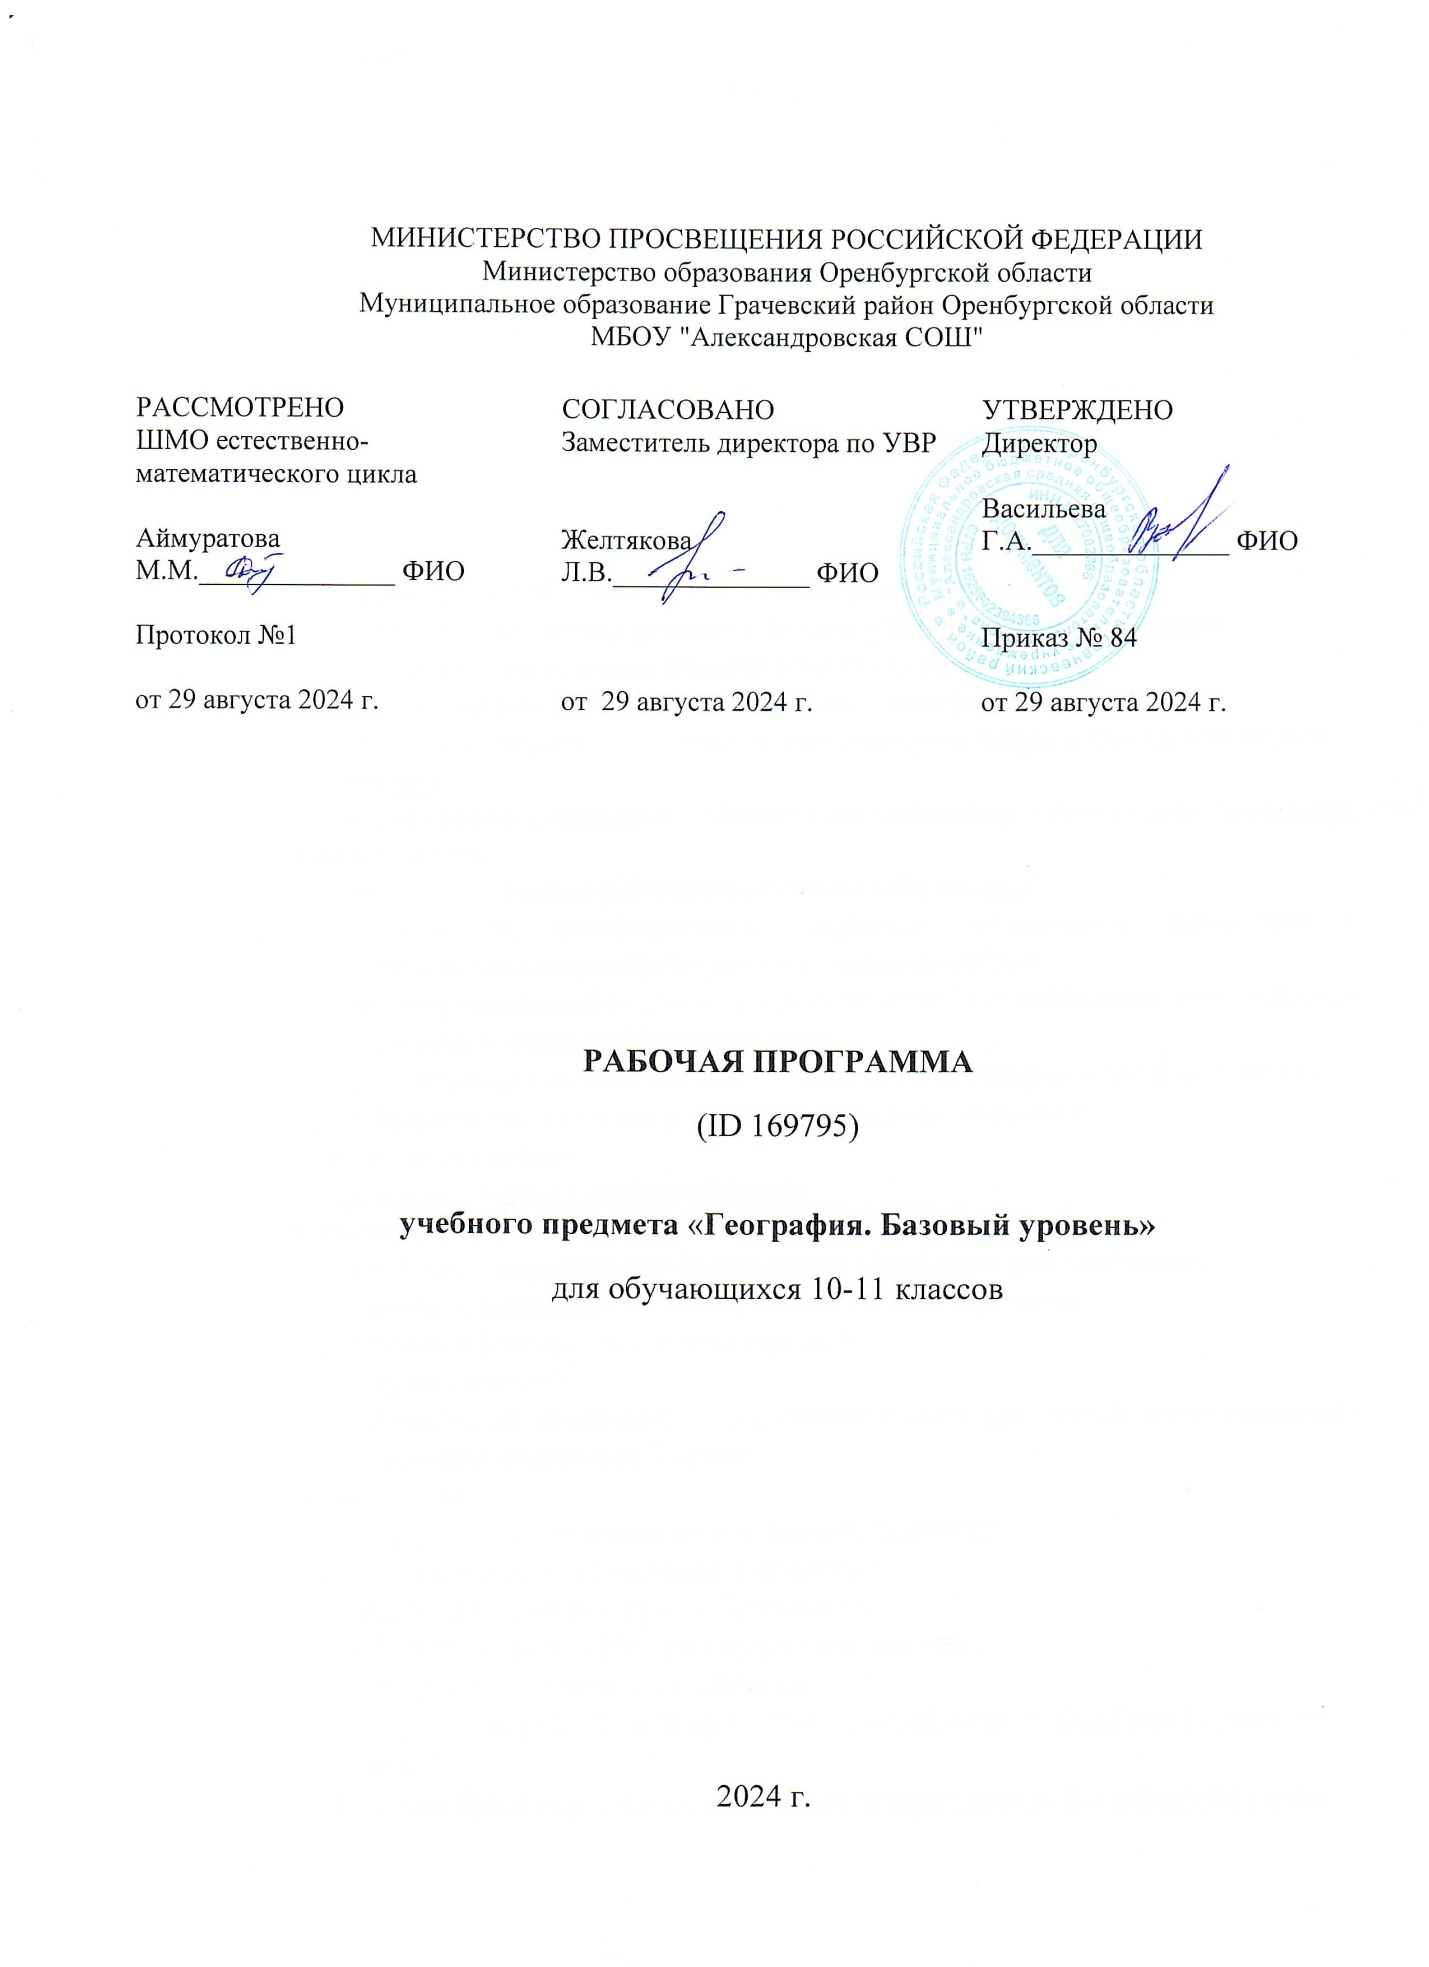 МИНИСТЕРСТВО ПРОСВЕЩЕНИЯ РОССИЙСКОЙ ФЕДЕРАЦИИ
Министерство образования Оренбургской области
Муниципальное образование Грачевский район Оренбургской области
МБОУ "Александровская СОШ"
РАССМОТРЕНО
ШМО естественно-
математического цикла
Аймуратова
М.М.______________ ФИО
Протокол №1
от 29 августа 2024 г.
СОГЛАСОВАНО
Заместитель директора по УВР
Желтякова
Л.В.______________ ФИО
от  29 августа 2024 г.
УТВЕРЖДЕНО
Директор
Васильева
Г.А.______________ ФИО
Приказ № 84
от 29 августа 2024 г.
РАБОЧАЯ ПРОГРАММА
(ID 169795)
учебного предмета «География. Базовый уровень»
для обучающихся 10-11 классов
2024 г.